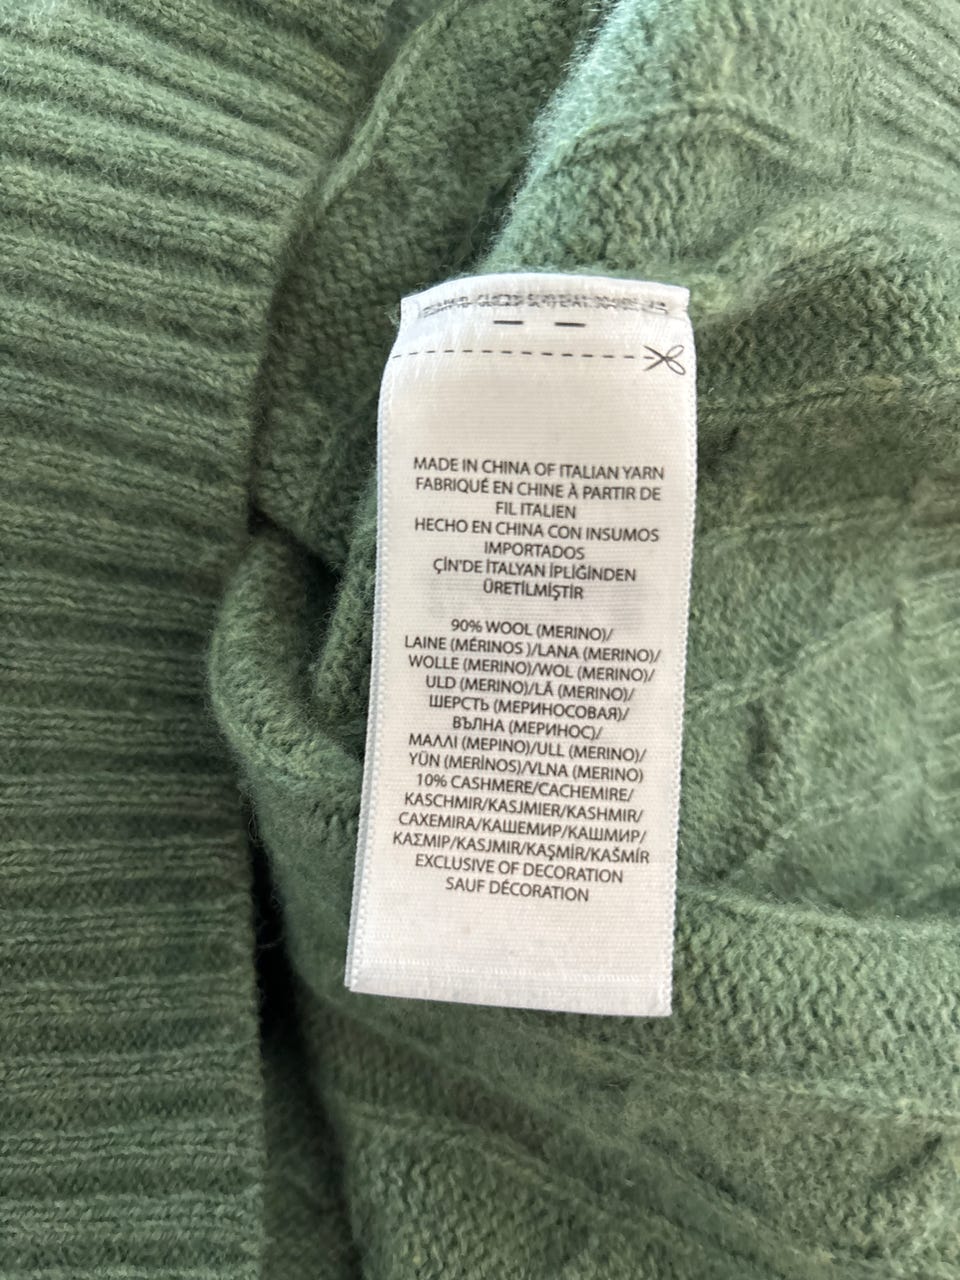 MADE IN CHINA OF ITALIAN YARN
FABRIQUÉ EN CHINE À PARTIR DE
FIL ITALIEN
HECHO EN CHINA CON INSUMOS
IMPORTADOS
ÇİN'DE İTALYAN İPLİĞİNDEN
ÜRETİLMİŞTİR
90% WOOL (MERINO)/
LAINE (MÉRINOS )/LANA (MERINO)/
WOLLE (MERINO)/WOL (MERINO)/
ULD (MERINO)/LÃ (MERINO)/
ШЕРСТЬ (МЕРИНОСОВАЯ)/
ВЪЛНА (МЕРИНОС)/
ΜΑΛΛΙ (ΜΕΡΙΝΟ)/ULL (MERINO)/
YÜN (MERİNOS)/VLNA (MERINO)
10% CASHMERE/CACHEMIRE/
KASCHMIR/KASJMIER/KASHMIR/
CAXEMIRA/КАШЕМИР/КАШМИР/
ΚΑΣΜΙΡ/KASJMIR/KAŞMİR/KAŠMÍR
EXCLUSIVE OF DECORATION
SAUF DÉCORATION